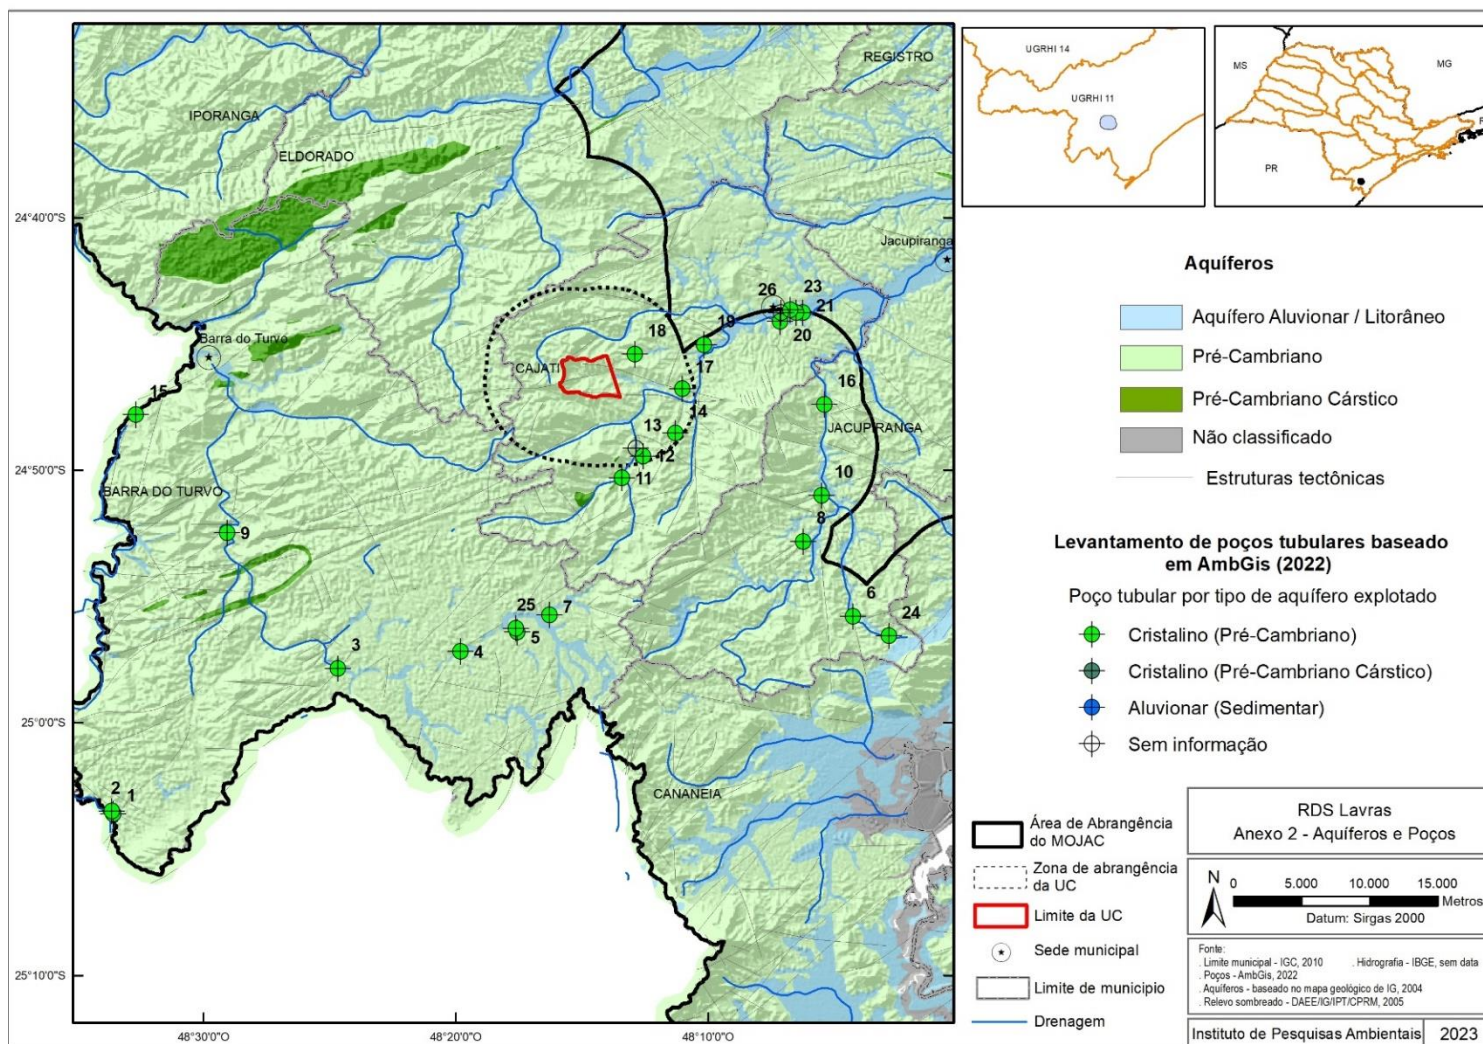 UGRHI 14
UGRHI 11
MS
MG
PR
REGISTRO
IPORANGA
ELDORADO
24°40'0"S
Jacupiranga
26
23
21
20
19
18
17
Barra do Turvo
CAJATI
15
16
14
13
JACUPIRANGA
12
11
24°50'0"S
BARRA DO TURVO
10
9
8
6
24
25
7
5
4
3
25°0'0"S
CANANEIA
2
1
25°10'0"S
48°30'0"O
48°20'0"O
48°10'0"O
Aquíferos
Aquífero Aluvionar / Litorâneo
Pré-Cambriano
Pré-Cambriano Cárstico
Não classificado
Estruturas tectônicas
Levantamento de poços tubulares baseado
em AmbGis (2022)
Poço tubular por tipo de aquífero explotado
Cristalino (Pré-Cambriano)
Cristalino (Pré-Cambriano Cárstico)
Aluvionar (Sedimentar)
Sem informação
Área de Abrangência
do MOJAC
Zona de abrangência
da UC
Limite da UC
Sede municipal
Limite de município
Drenagem
RDS Lavras
Anexo 2 - Aquíferos e Poços
N
0 5.000 10.000 15.000
Metros
Datum: Sirgas 2000
Fonte:
. Limite municipal - IGC, 2010 . Hidrografia - IBGE, sem data
. Poços - AmbGis, 2022
. Aquíferos - baseado no mapa geológico de IG, 2004
. Relevo sombreado - DAEE/IG/IPT/CPRM, 2005
Instituto de Pesquisas Ambientais 2023